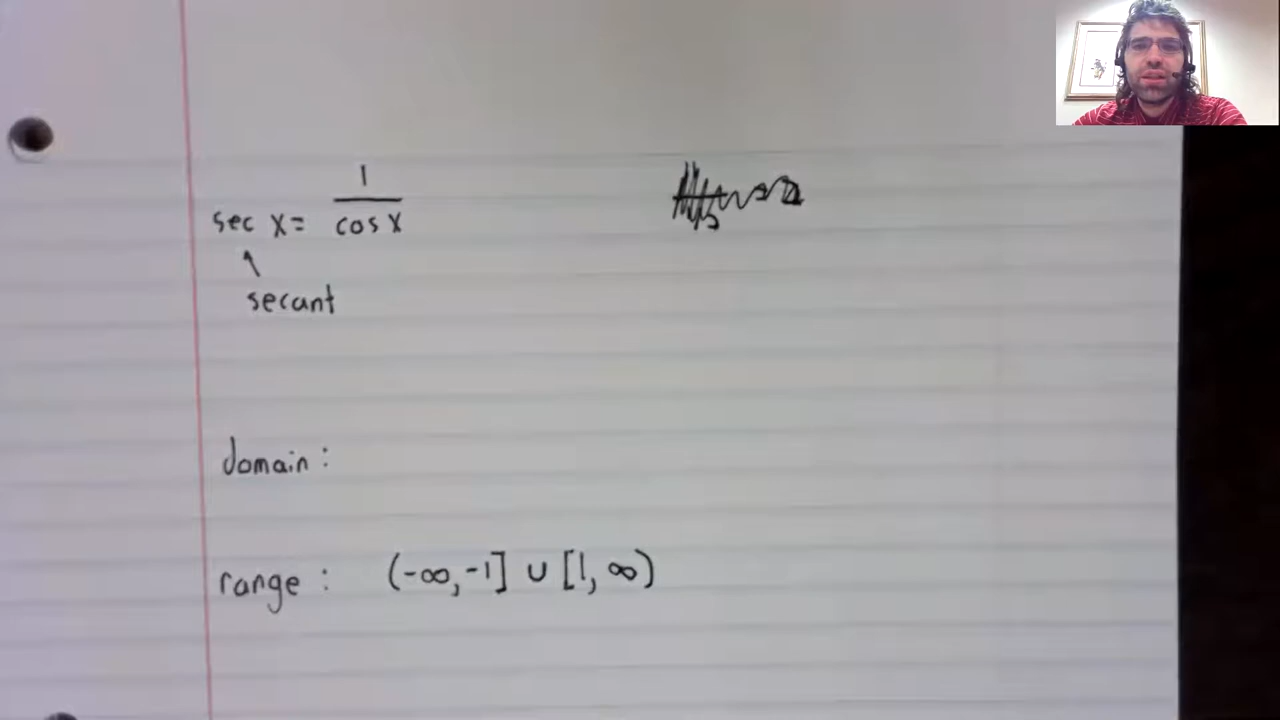 sec x = 1/cos x
secant
domain :
range : (-∞, -1] ∪ [1, ∞)